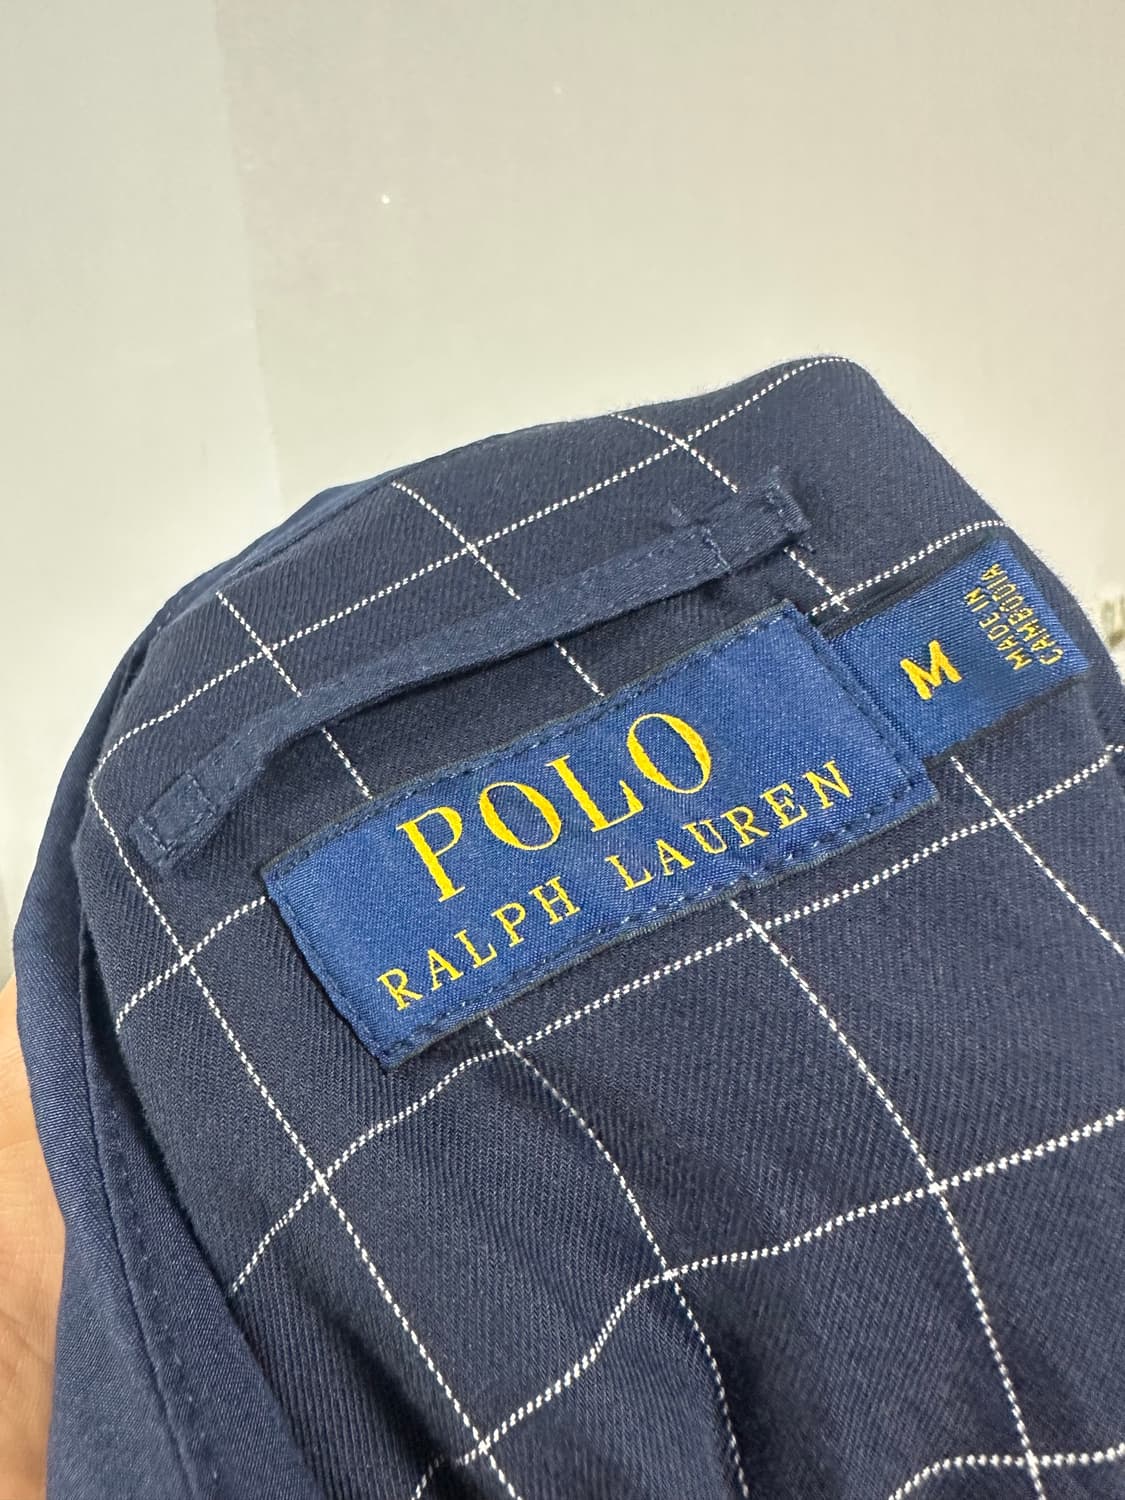 POLO
RALPH LAUREN
M
MADE IN
CAMBODIA